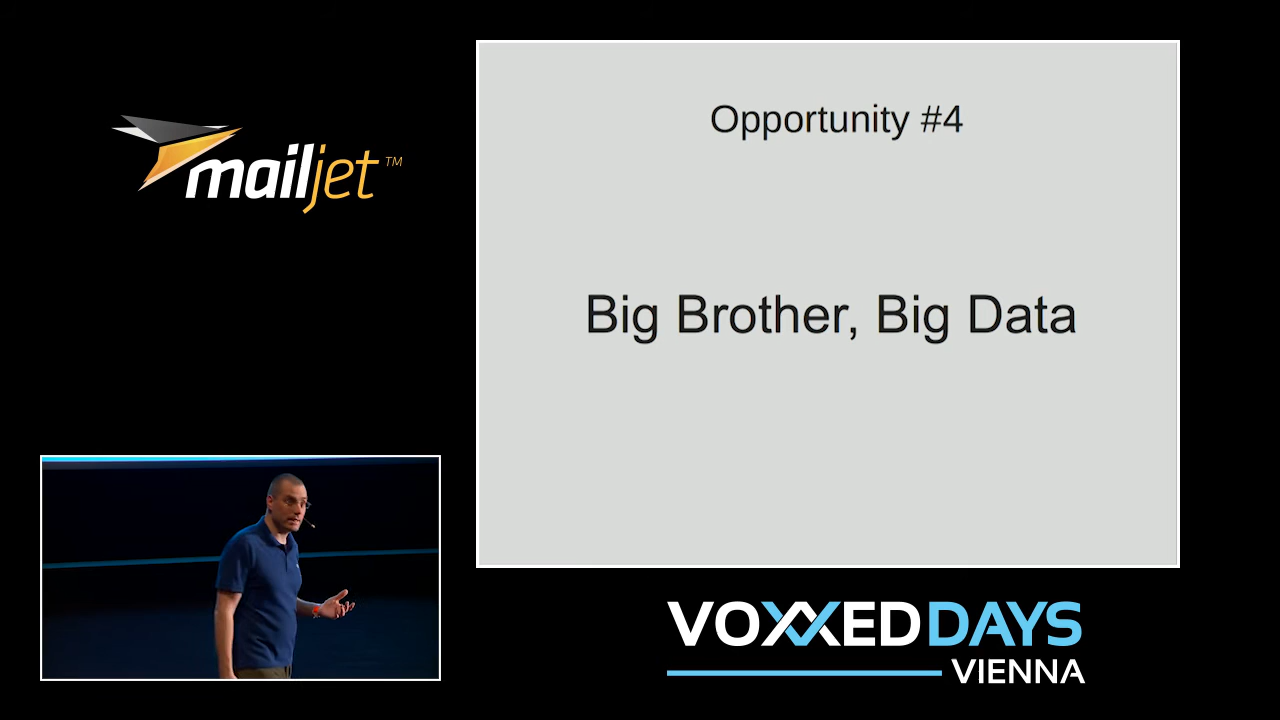 mailjet™
Opportunity #4
Big Brother, Big Data
VOXXED DAYS
VIENNA